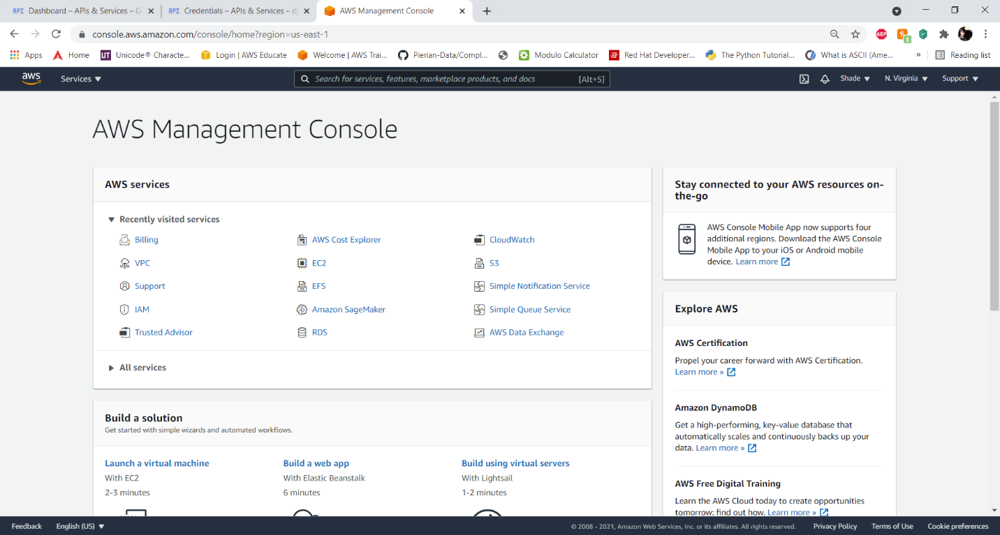 API Dashboard – APIs & Services – Go
API Credentials – APIs & Services – dj
AWS Management Console
console.aws.amazon.com/console/home?region=us-east-1
ABP
3
Apps
Home
UT Unicode® Characte...
Login | AWS Educate
Welcome | AWS Trai...
Pierian-Data/Compl...
Modulo Calculator
Red Hat Developer...
The Python Tutorial...
What is ASCII (Ame...
»
Reading list
aws
Services
Search for services, features, marketplace products, and docs [Alt+S]
Shade
N. Virginia
Support
AWS Management Console
AWS services
Recently visited services
Billing
AWS Cost Explorer
CloudWatch
VPC
EC2
S3
Support
EFS
Simple Notification Service
IAM
Amazon SageMaker
Simple Queue Service
Trusted Advisor
RDS
AWS Data Exchange
All services
Build a solution
Get started with simple wizards and automated workflows.
Launch a virtual machine
With EC2
2-3 minutes
Build a web app
With Elastic Beanstalk
6 minutes
Build using virtual servers
With Lightsail
1-2 minutes
Stay connected to your AWS resources on-
the-go
AWS Console Mobile App now supports four
additional regions. Download the AWS Console
Mobile App to your iOS or Android mobile
device. Learn more
Explore AWS
AWS Certification
Propel your career forward with AWS Certification.
Learn more »
Amazon DynamoDB
Get a high-performing, key-value database that
automatically scales and continuously backs up your
data. Learn more »
AWS Free Digital Training
Learn the AWS Cloud today to create opportunities
tomorrow: find out how. Learn more »
Feedback
English (US)
© 2008 - 2021, Amazon Web Services, Inc. or its affiliates. All rights reserved.
Privacy Policy
Terms of Use
Cookie preferences